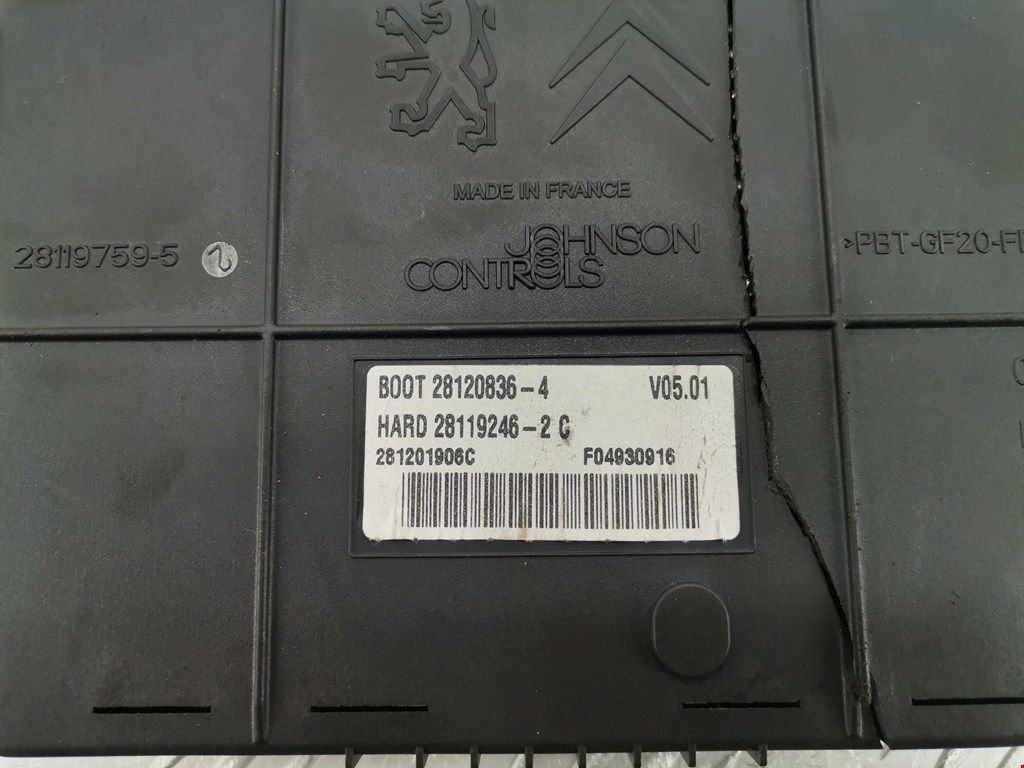 MADE IN FRANCE
JOHNSON
CONTROLS
28119759-5 2
>PBT-GF20-F
BOOT 28120836-4 V05.01
HARD 28119246-2 C
281201906C F04930916